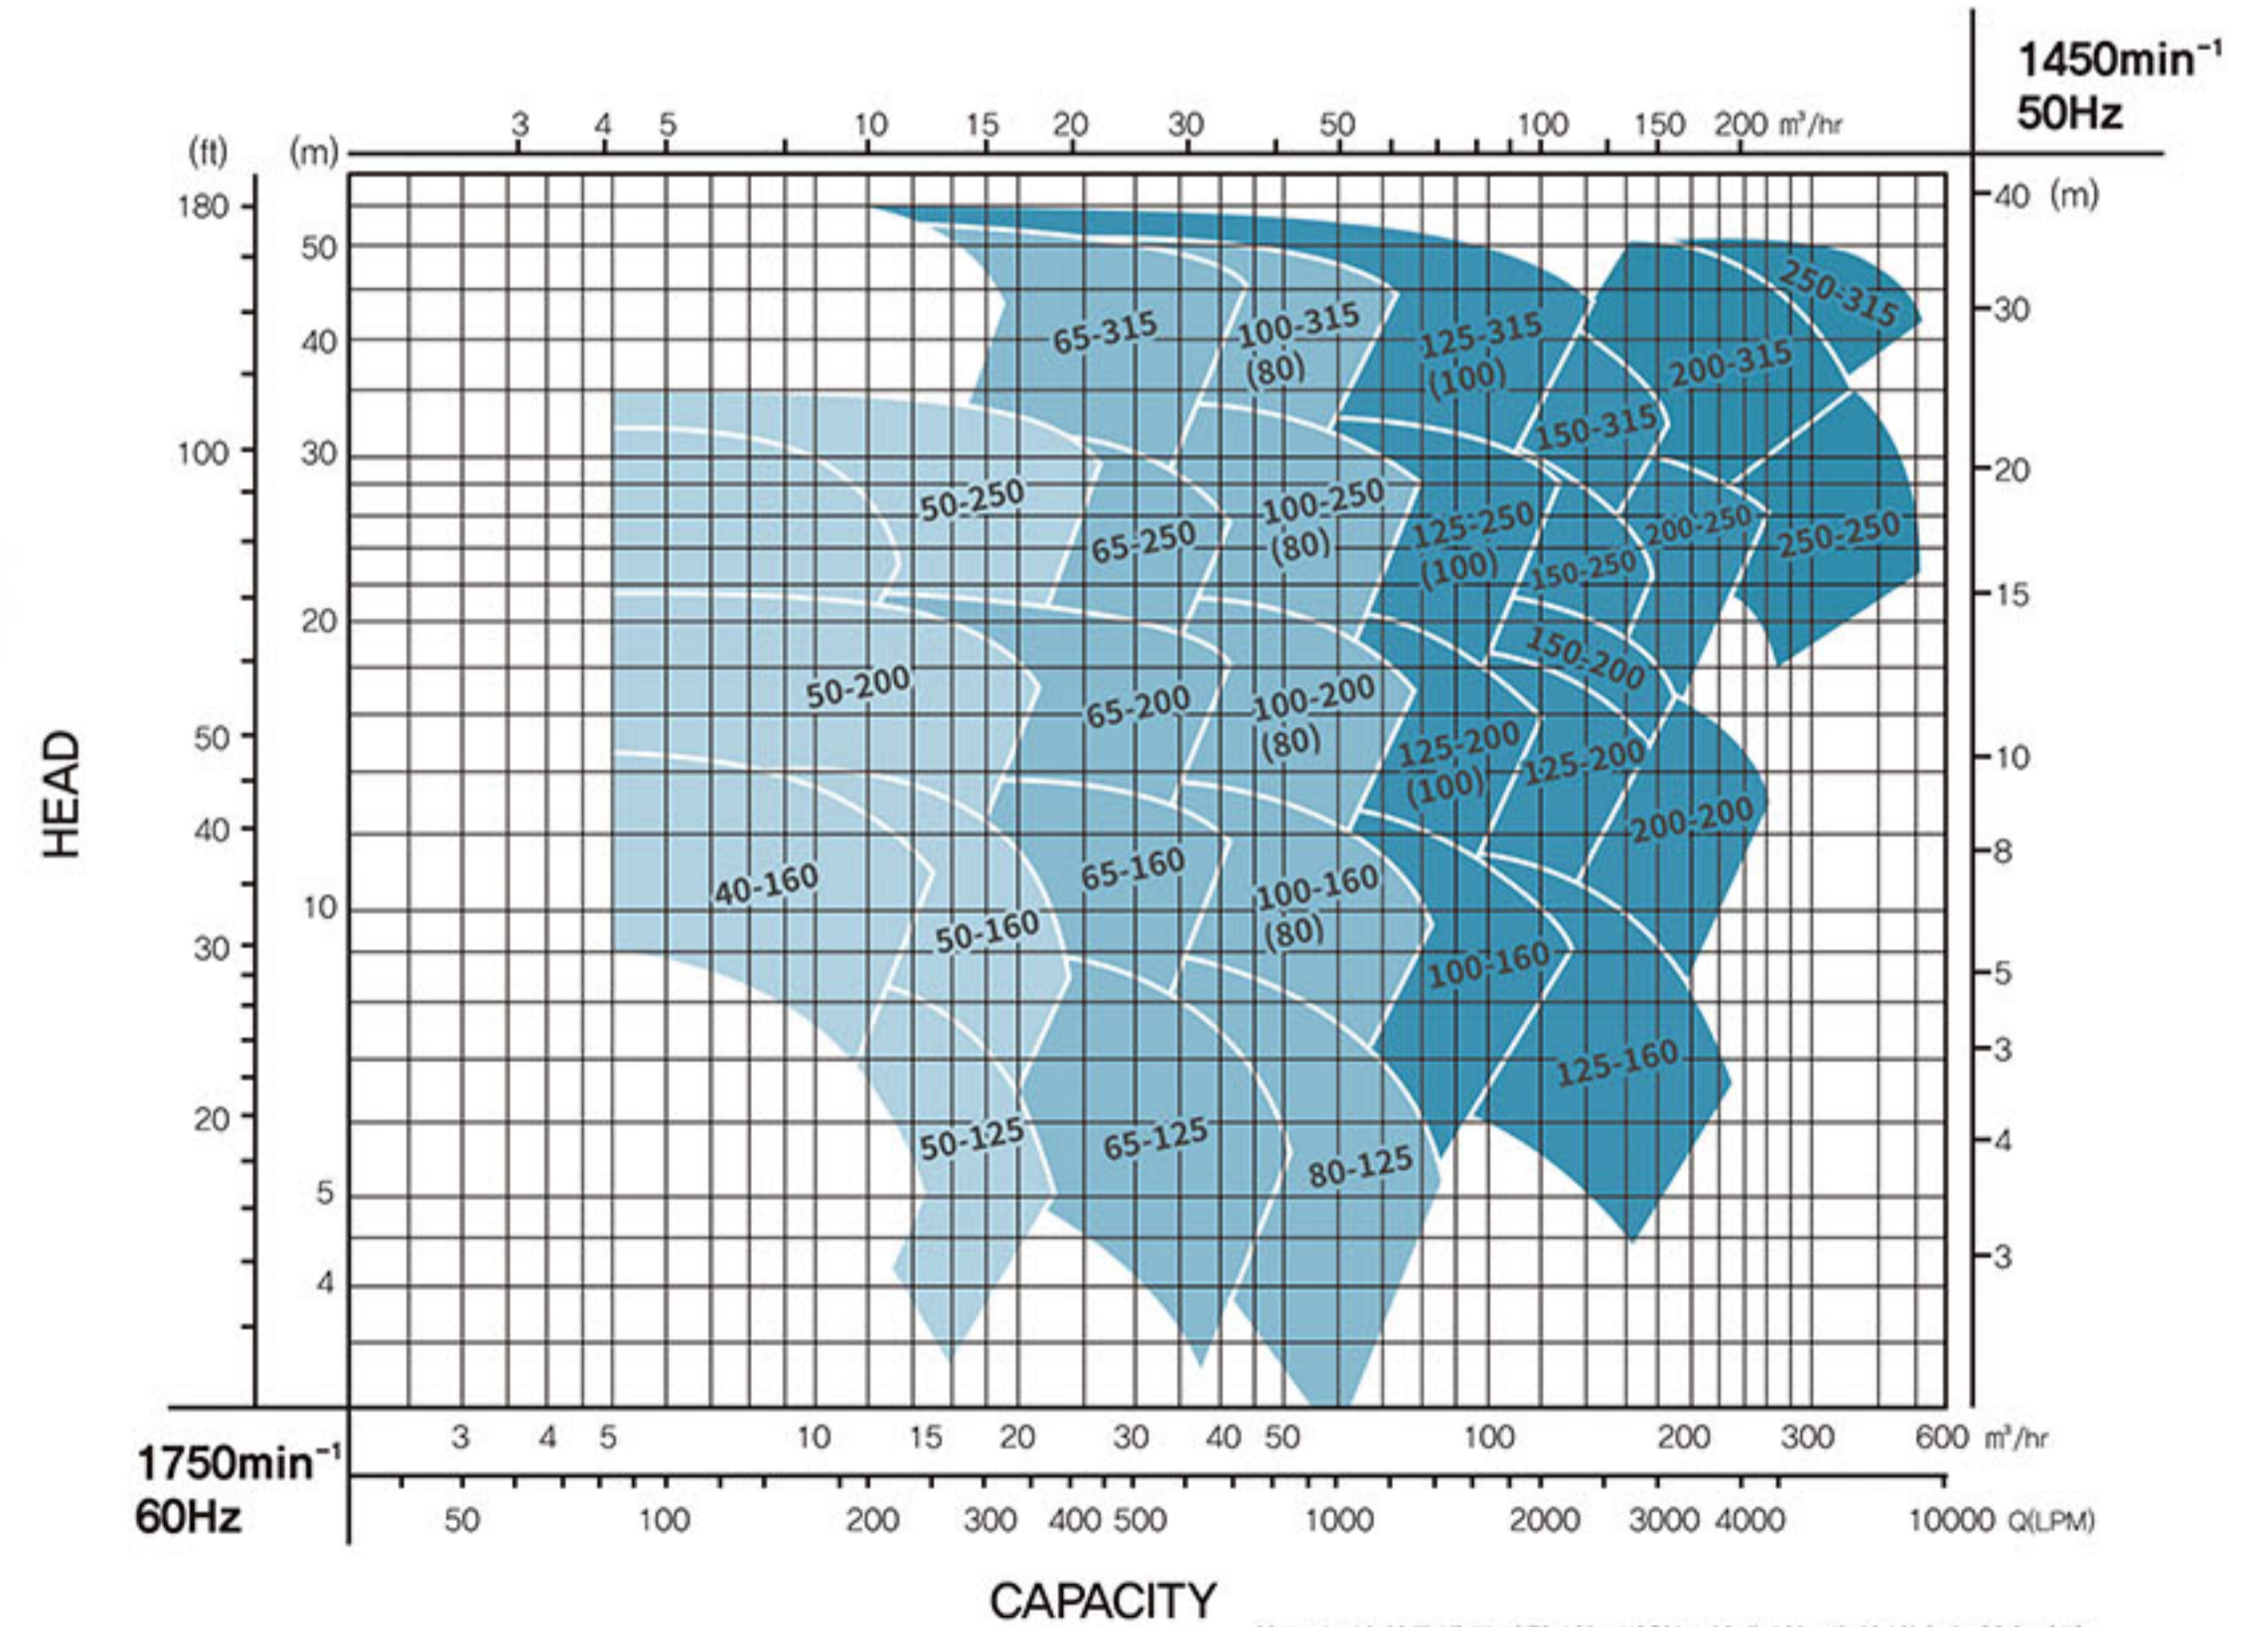 1450min⁻¹
50Hz
3 4 5 10 15 20 30 50 100 150 200 m³/hr
(ft) (m)
180 50 40 (m)
250-315
30
65-315 100-315 125-315
40 (80) (100) 200-315
150-315
100 30 20
50-250 65-250 100-250 125-250 200-250 250-250
(80) (100) 150-250
20 15
50-200 65-200 100-200 150-200
(80) 125-200 125-200
50 (100) 10
HEAD
40 200-200 8
40-160 65-160 100-160
10 50-160 (80)
30 100-160 5
125-160 3
20 50-125 65-125 80-125 4
5
4 3
3 4 5 10 15 20 30 40 50 100 200 300 600 m³/hr
1750min⁻¹
60Hz
50 100 200 300 400 500 1000 2000 3000 4000 10000 Q(LPM)
CAPACITY